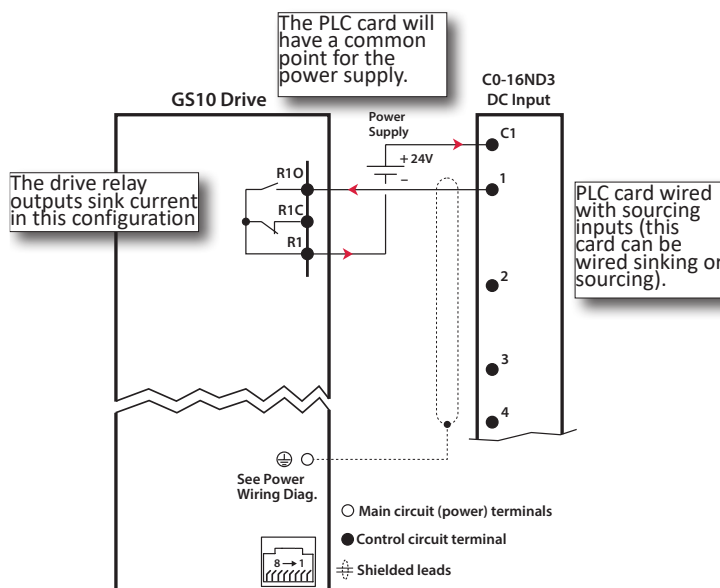 The PLC card will
have a common
point for the
power supply.
C0-16ND3
DC Input
GS10 Drive
Power
Supply
C1
+ 24V
–
The drive relay
outputs sink current
in this configuration
R1O
1
R1C
R1
PLC card wired
with sourcing
inputs (this
card can be
wired sinking or
sourcing).
2
3
4
See Power
Wiring Diag.
Main circuit (power) terminals
Control circuit terminal
8→1
Shielded leads